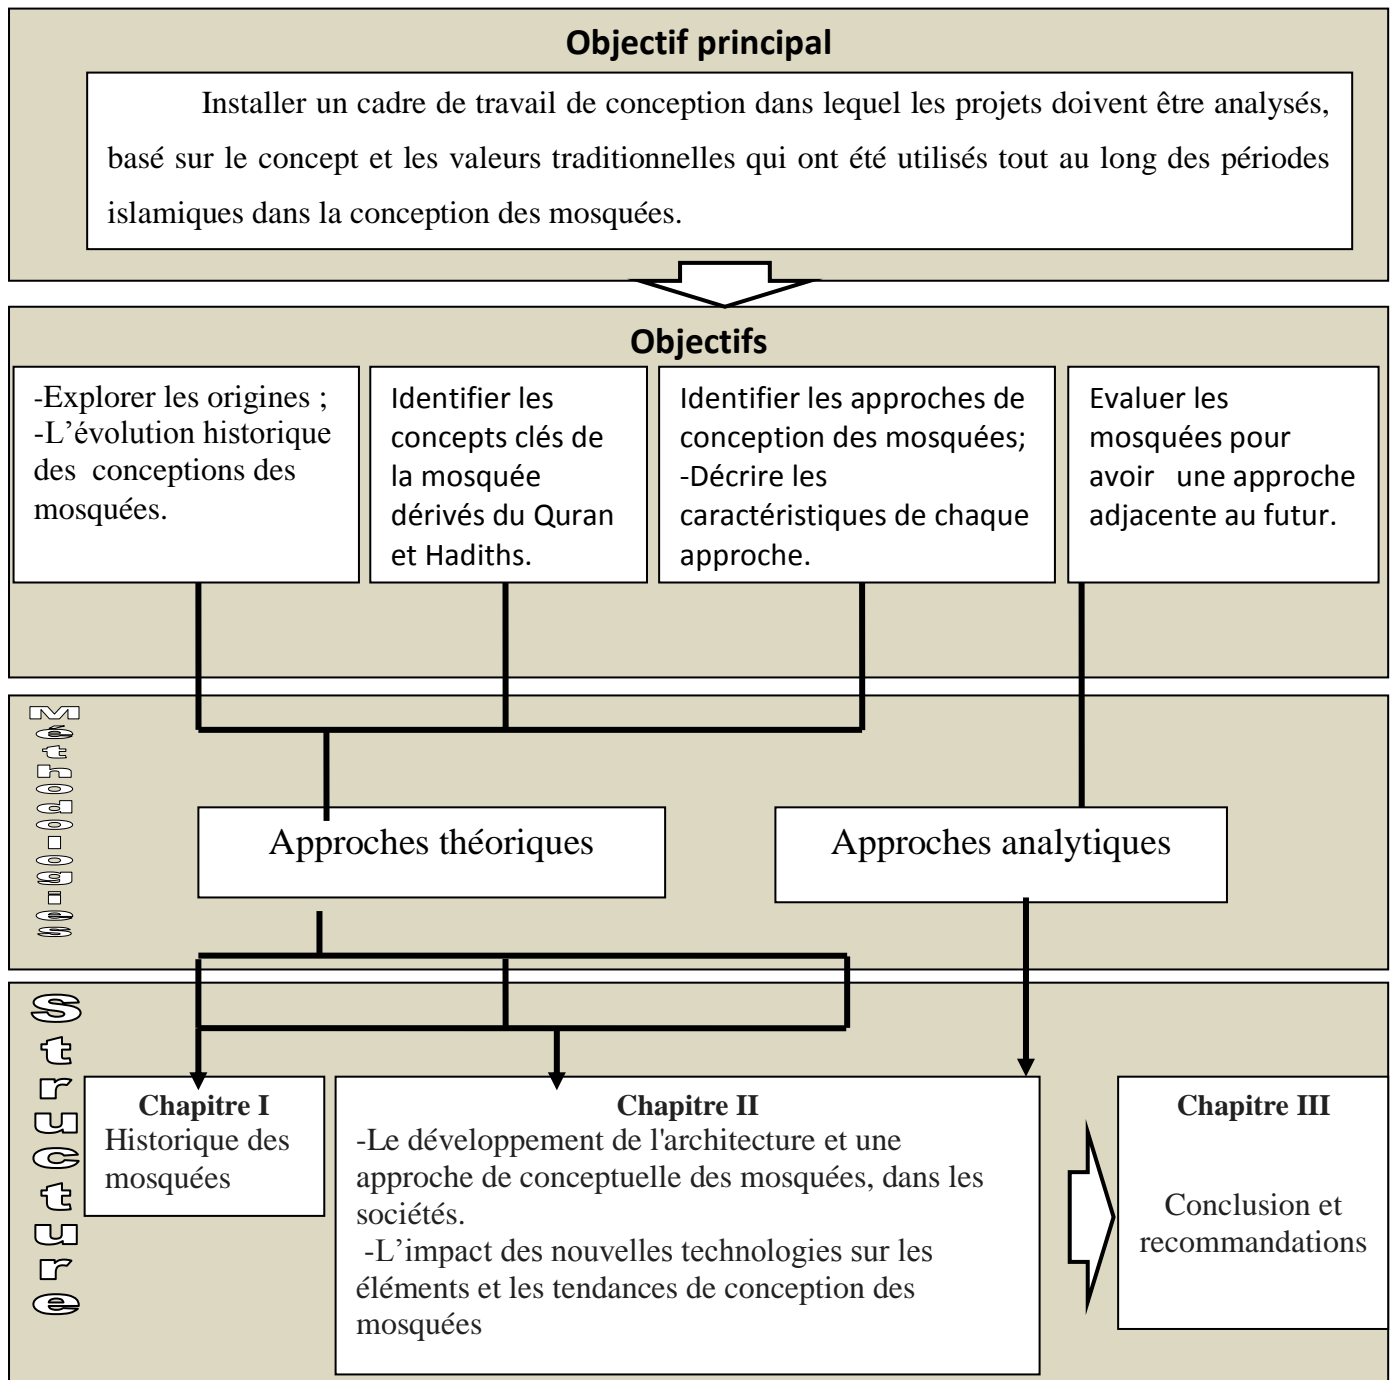 Objectif principal
Installer un cadre de travail de conception dans lequel les projets doivent être analysés,
basé sur le concept et les valeurs traditionnelles qui ont été utilisés tout au long des périodes
islamiques dans la conception des mosquées.
Objectifs
-Explorer les origines ;
-L’évolution historique
des conceptions des
mosquées.
Identifier les
concepts clés de
la mosquée
dérivés du Quran
et Hadiths.
Identifier les approches de
conception des mosquées;
-Décrire les
caractéristiques de chaque
approche.
Evaluer les
mosquées pour
avoir une approche
adjacente au futur.
Méthodologies
Approches théoriques
Approches analytiques
Structure
Chapitre I
Historique des
mosquées
Chapitre II
-Le développement de l'architecture et une
approche de conceptuelle des mosquées, dans les
sociétés.
-L’impact des nouvelles technologies sur les
éléments et les tendances de conception des
mosquées
Chapitre III
Conclusion et
recommandations